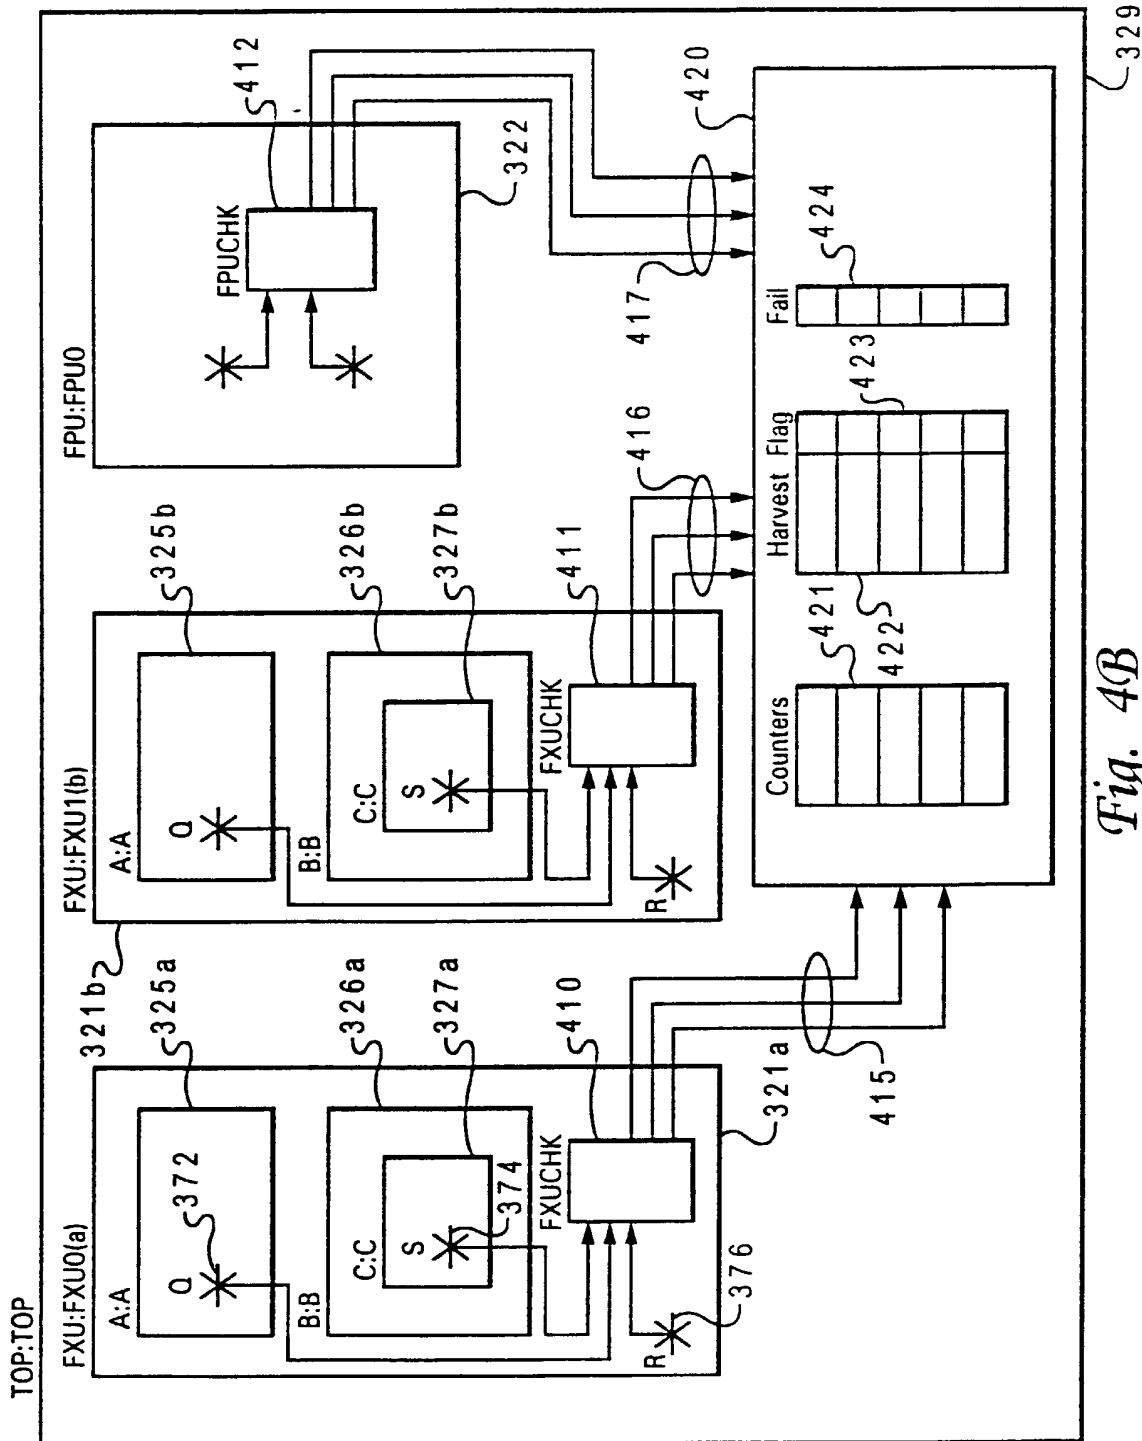 TOP:TOP
FXU:FXU0(a)
A:A
Q
372
325a
B:B
C:C
S
374
326a
327a
FXUCHK
410
R
376
321a
415
321b
FXU:FXU1(b)
A:A
Q
325b
B:B
C:C
S
326b
327b
FXUCHK
411
R
416
FPU:FPU0
FPUCHK
412
322
417
420
Counters
421
422
Harvest
Flag
423
Fail
424
329
Fig. 4B